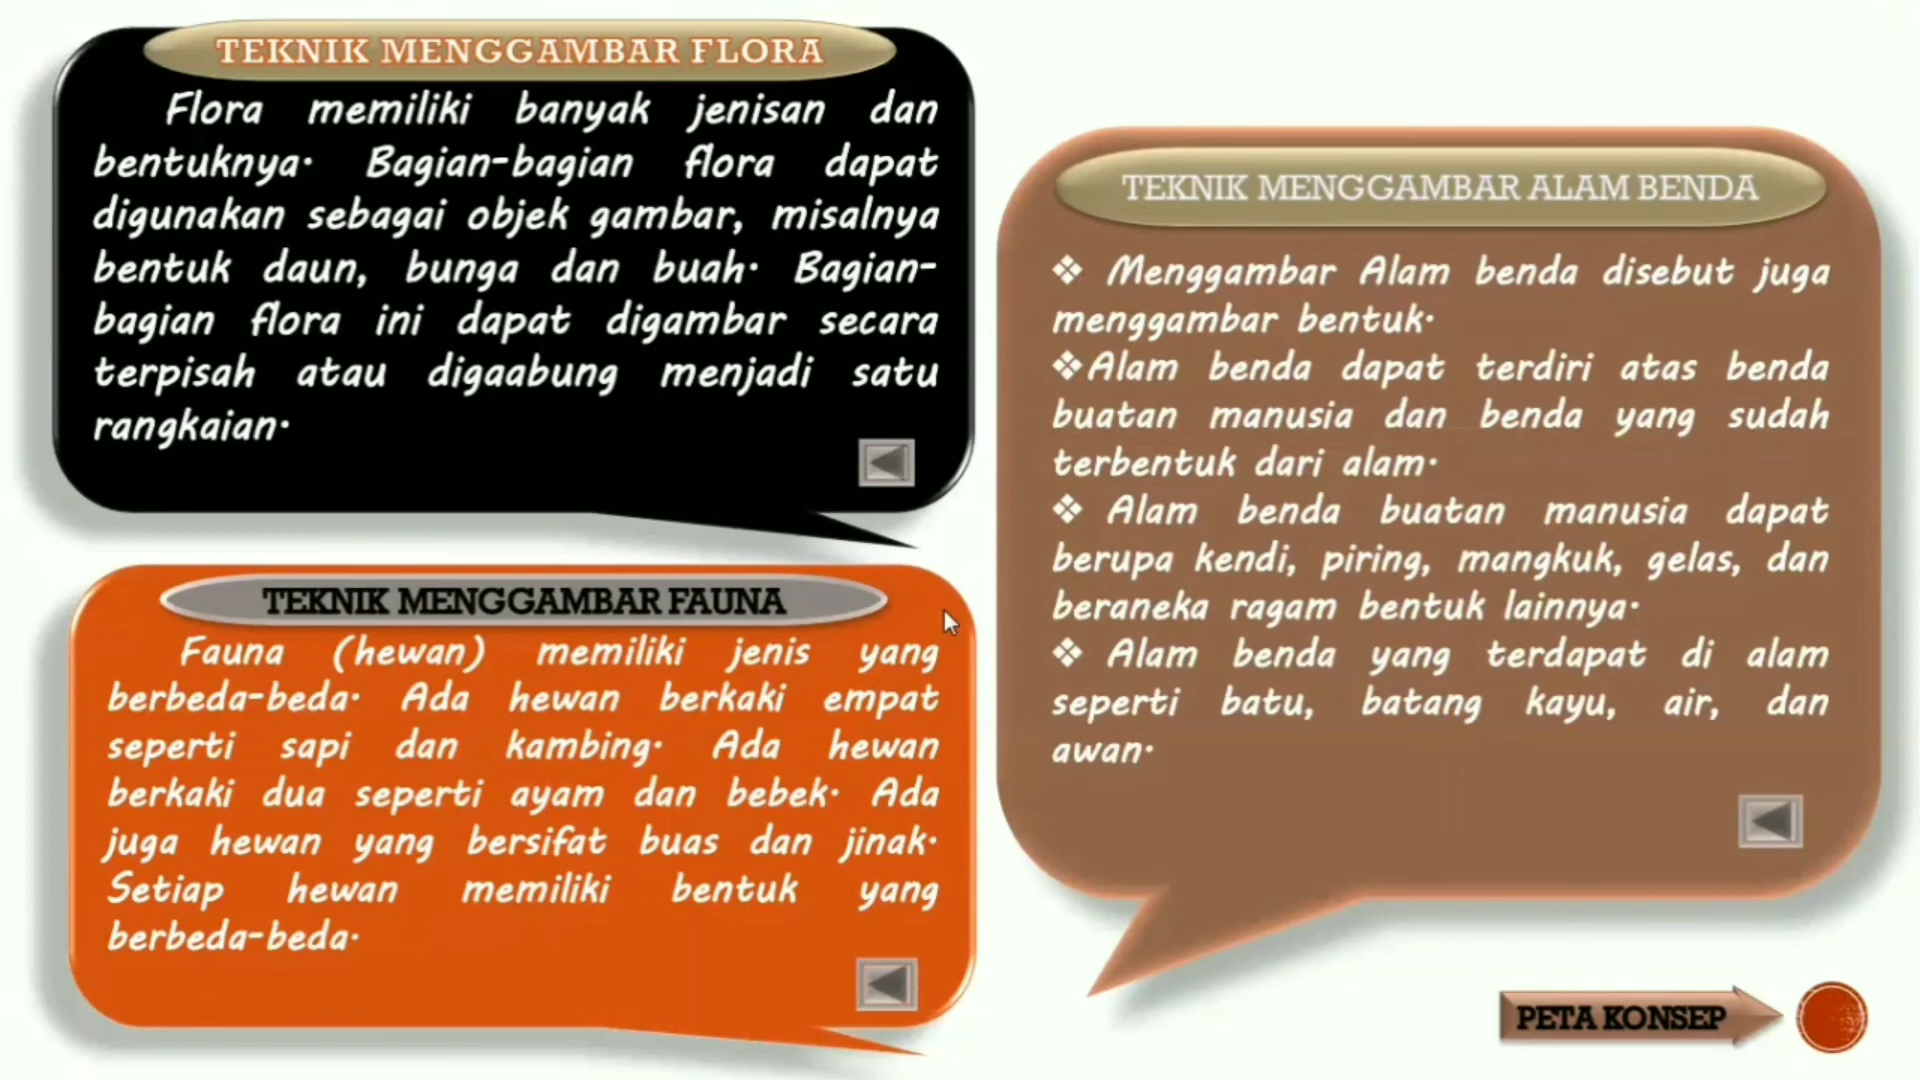 TEKNIK MENGGAMBAR FLORA
Flora memiliki banyak jenisan dan
bentuknya.  Bagian-bagian flora dapat
digunakan sebagai objek gambar, misalnya
bentuk daun, bunga dan buah. Bagian-
bagian flora ini dapat digambar secara
terpisah atau digaabung menjadi satu
rangkaian.
TEKNIK MENGGAMBAR FAUNA
Fauna (hewan) memiliki jenis yang
berbeda-beda. Ada hewan berkaki empat
seperti sapi dan kambing. Ada hewan
berkaki dua seperti ayam dan bebek. Ada
juga hewan yang bersifat buas dan jinak.
Setiap hewan memiliki bentuk yang
berbeda-beda.
TEKNIK MENGGAMBAR ALAM BENDA
❖ Menggambar Alam benda disebut juga
menggambar bentuk.
❖Alam benda dapat terdiri atas benda
buatan manusia dan benda yang sudah
terbentuk dari alam.
❖ Alam benda buatan manusia dapat
berupa kendi, piring, mangkuk, gelas, dan
beraneka ragam bentuk lainnya.
❖ Alam benda yang terdapat di alam
seperti batu, batang kayu, air, dan
awan.
PETA KONSEP